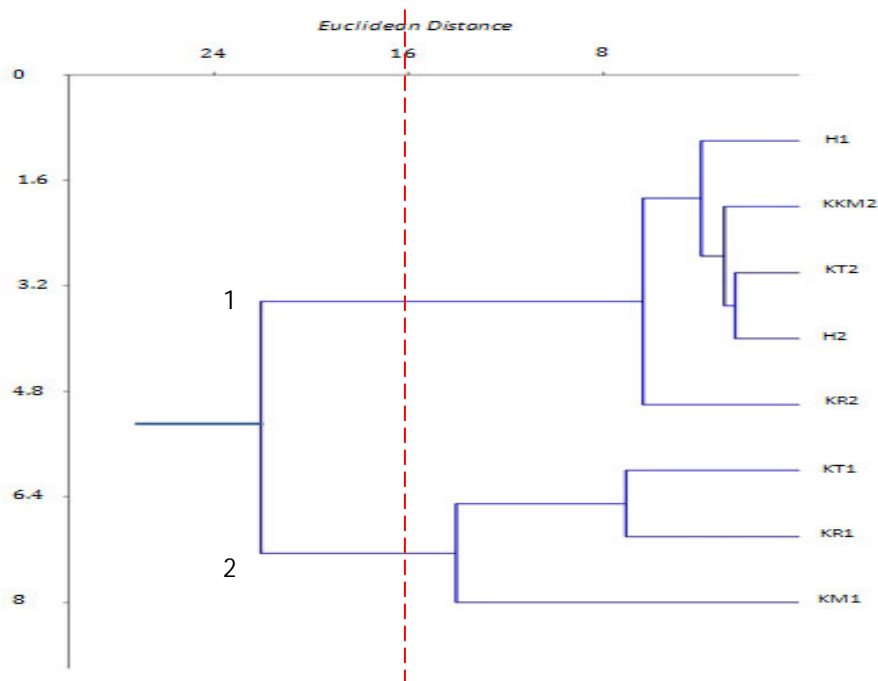 Euclidean Distance
24 16 8
0
H1
1.6
KKM2
KT2
3.2
1
H2
4.8
KR2
KT1
6.4
KR1
2
8
KM1